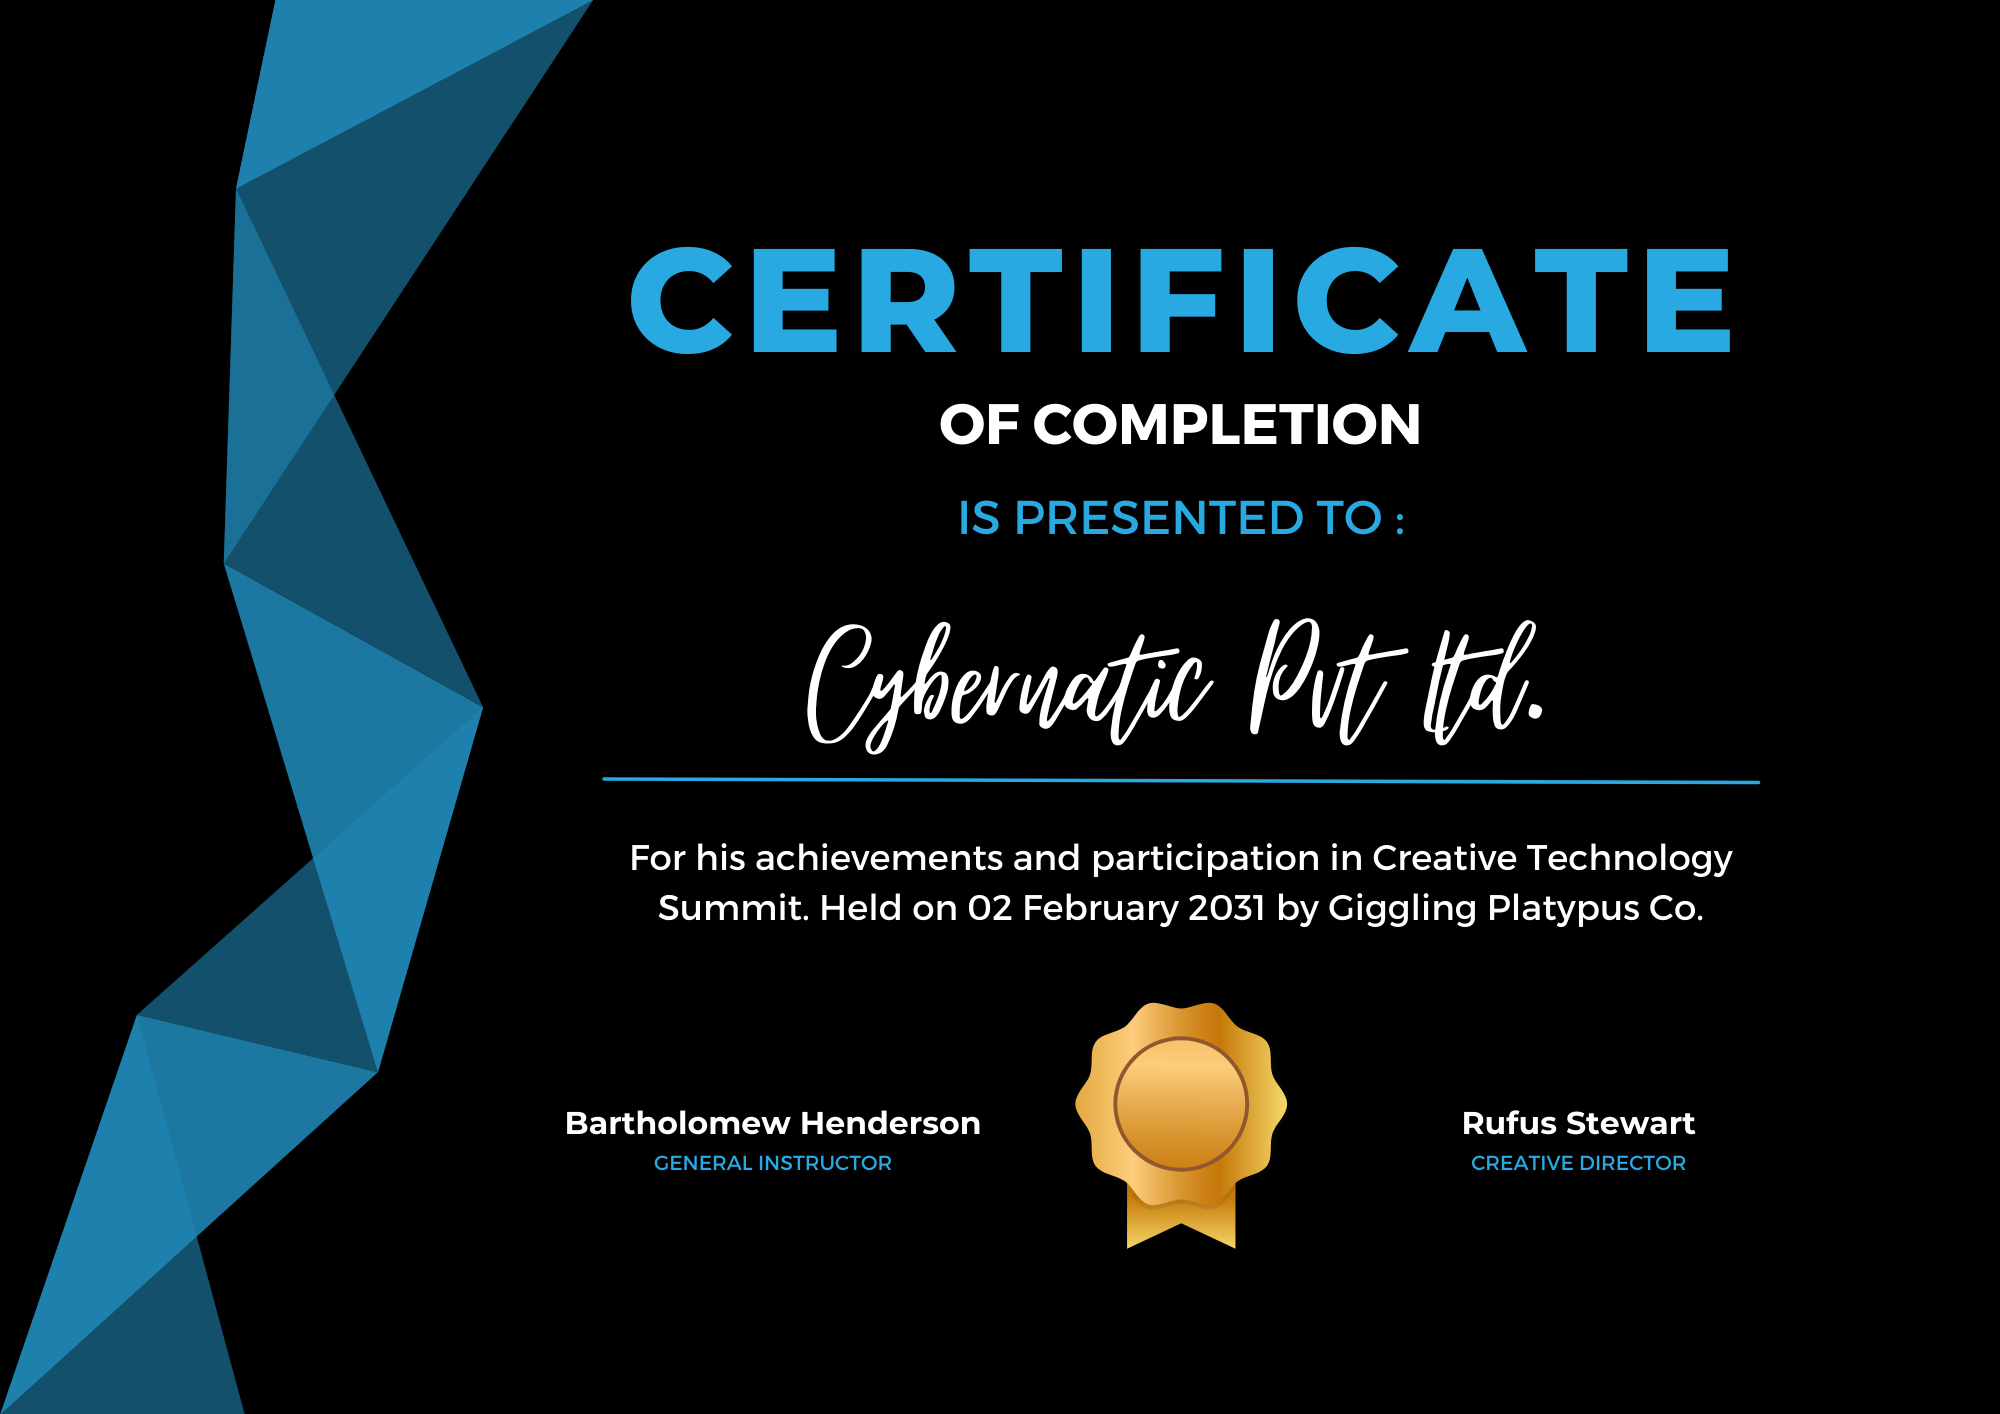 CERTIFICATE
OF COMPLETION
IS PRESENTED TO :
Cybernatic Pvt ltd.
For his achievements and participation in Creative Technology
Summit. Held on 02 February 2031 by Giggling Platypus Co.
Bartholomew Henderson
GENERAL INSTRUCTOR
Rufus Stewart
CREATIVE DIRECTOR